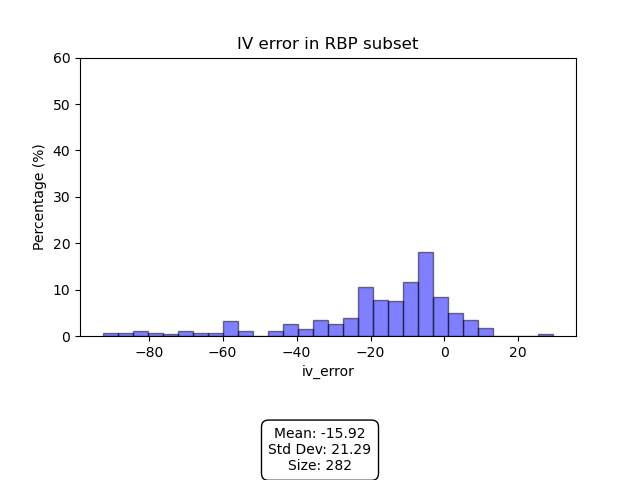 IV error in RBP subset
60
50
40
30
20
10
0
Percentage (%)
−80 −60 −40 −20 0 20
iv_error
Mean: -15.92
Std Dev: 21.29
Size: 282